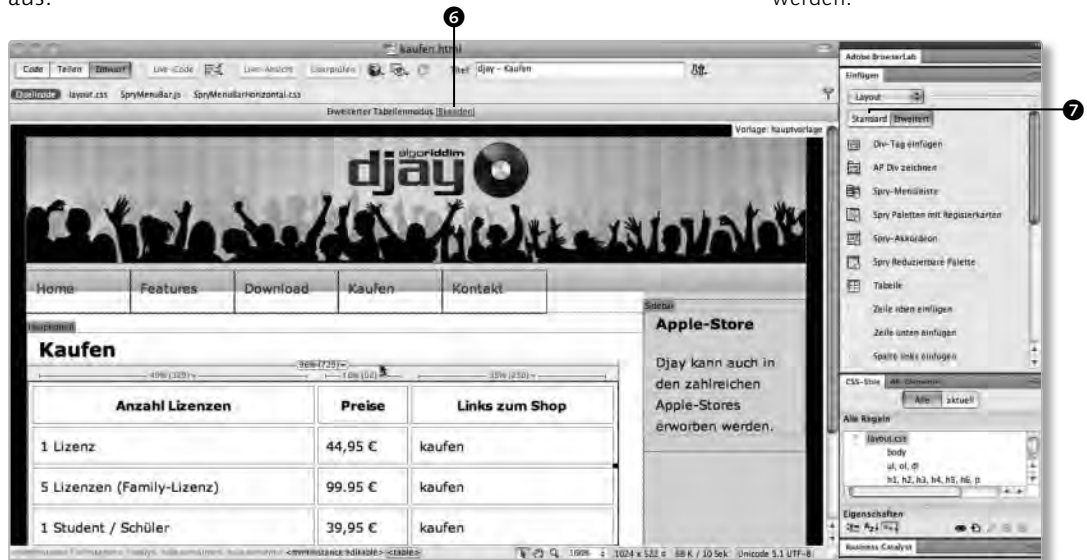 aus.
werden.
❻
kaufen.html
Code Teilen Entwurf Live-Code Live-Ansicht Titel: djay – Kaufen
Quellcode layout.css SpryMenuBar.js SpryMenuBarHorizontal.css
Erweiterter Tabellenmodus [Beenden]
Vorlage: hauptvorlage
algoriddim
djay
Home Features Download Kaufen Kontakt
Kaufen
Anzahl Lizenzen Preise Links zum Shop
1 Lizenz 44,95 € kaufen
5 Lizenzen (Family-Lizenz) 99.95 € kaufen
1 Student / Schüler 39,95 € kaufen
Sidebar
Apple-Store
Djay kann auch in
den zahlreichen
Apple-Stores
erworben werden.
<table>
100% 1024 x 522 68 K / 10 Sek Unicode 5.1 UTF-8
Adobe BrowserLab
Einfügen
Layout
Standard Erweitert
❼
Div-Tag einfügen
AP Div zeichnen
Spry-Menüleiste
Spry Paletten mit Registerkarten
Spry-Akkordeon
Spry Reduzierbare Palette
Tabelle
Zeile oben einfügen
Zeile unten einfügen
Spalte links einfügen
CSS-Stile
Alle aktuell
Alle Regeln
layout.css
body
ul, ol, dl
h1, h2, h3, h4, h5, h6, p
Eigenschaften
Business Catalyst